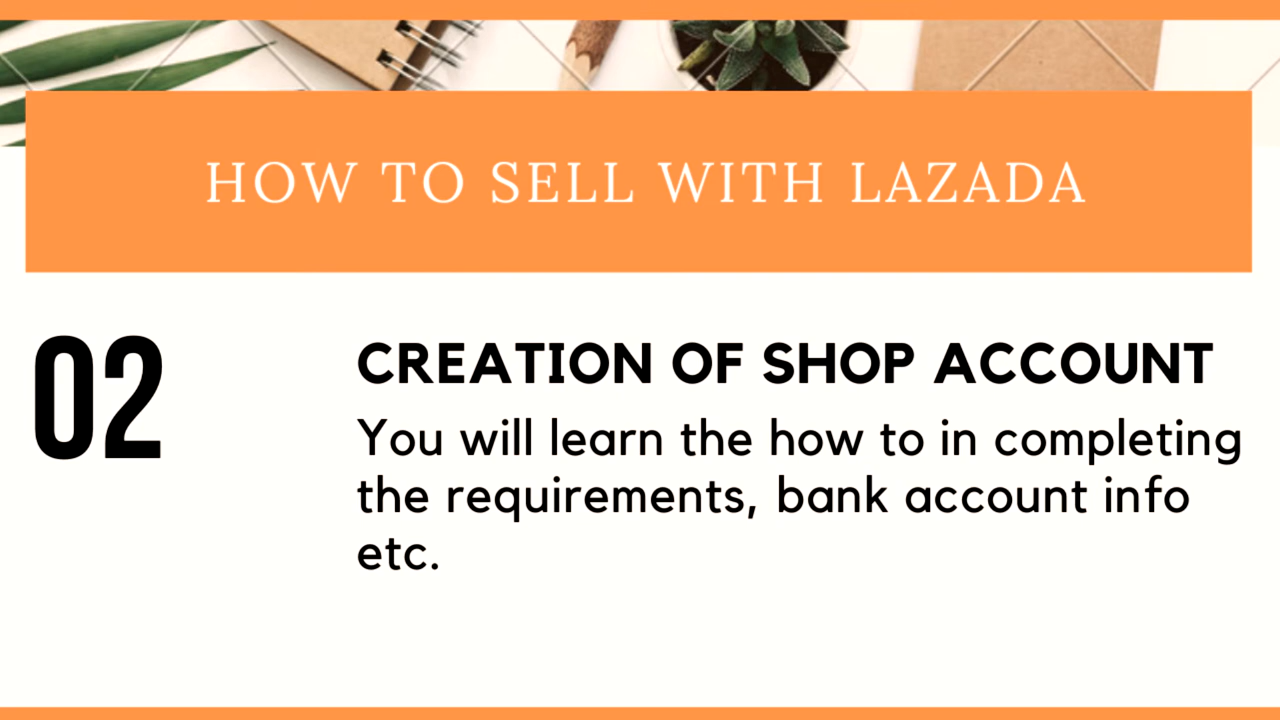 HOW TO SELL WITH LAZADA
02
CREATION OF SHOP ACCOUNT
You will learn the how to in completing
the requirements, bank account info
etc.